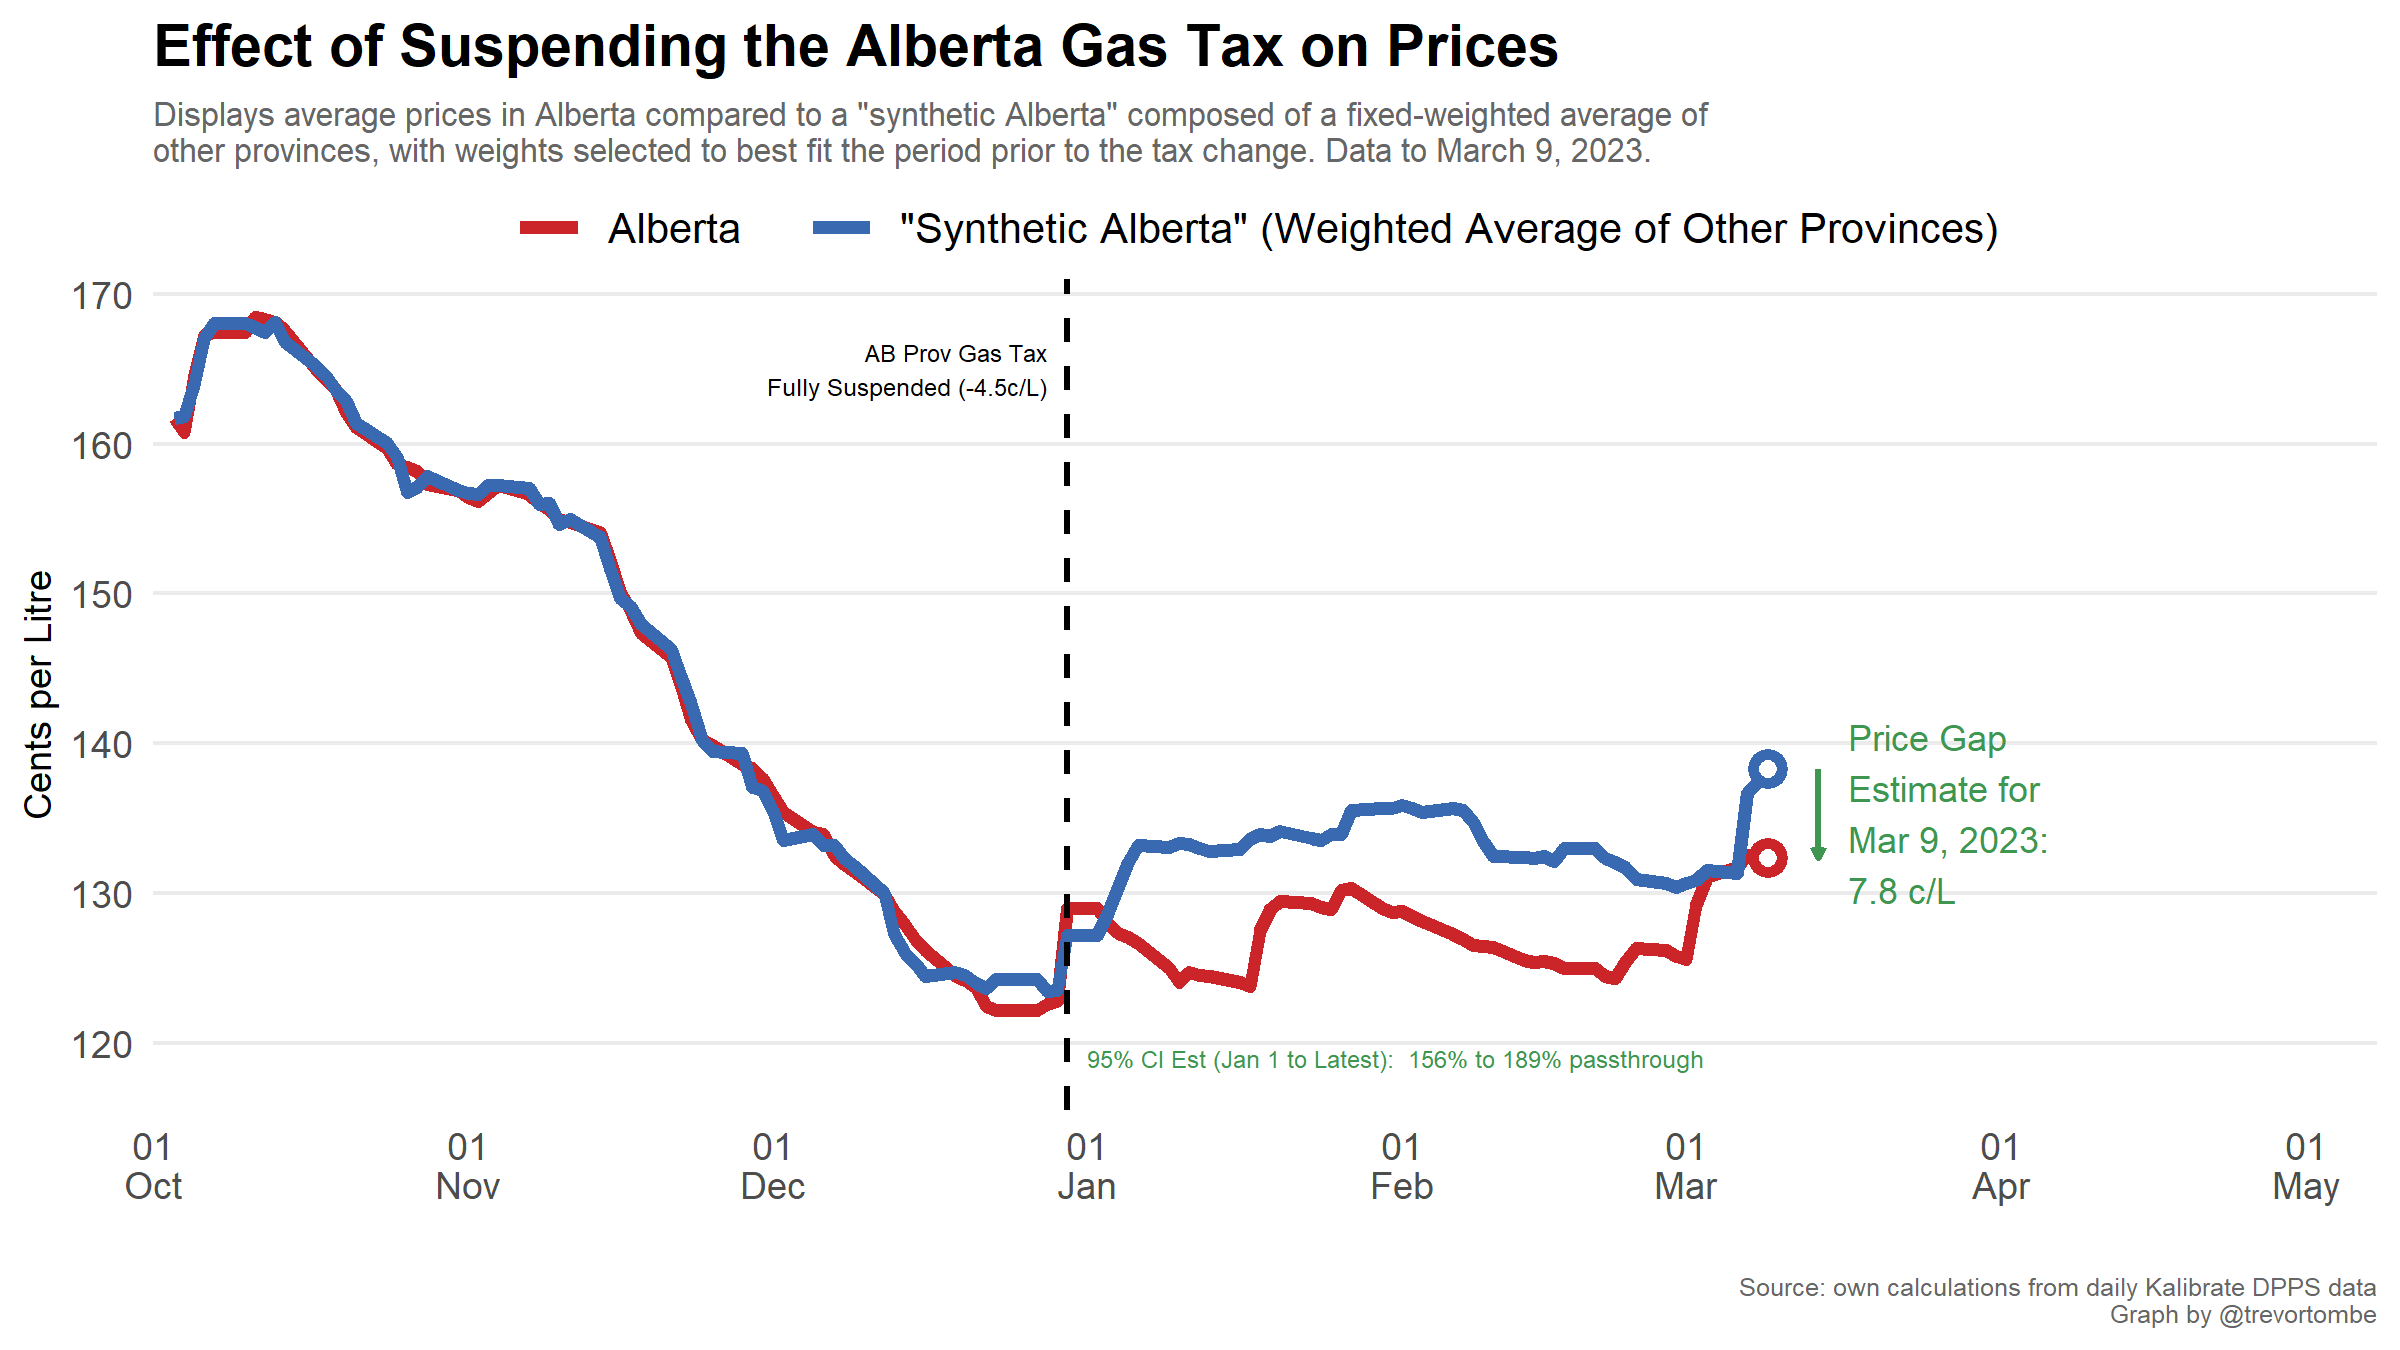 Effect of Suspending the Alberta Gas Tax on Prices
Displays average prices in Alberta compared to a "synthetic Alberta" composed of a fixed-weighted average of
other provinces, with weights selected to best fit the period prior to the tax change. Data to March 9, 2023.
Alberta
"Synthetic Alberta" (Weighted Average of Other Provinces)
Cents per Litre
170
160
150
140
130
120
AB Prov Gas Tax
Fully Suspended (-4.5c/L)
Price Gap
Estimate for
Mar 9, 2023:
7.8 c/L
95% CI Est (Jan 1 to Latest):  156% to 189% passthrough
01 01 01 01 01 01 01 01
Oct Nov Dec Jan Feb Mar Apr May
Source: own calculations from daily Kalibrate DPPS data
Graph by @trevortombe